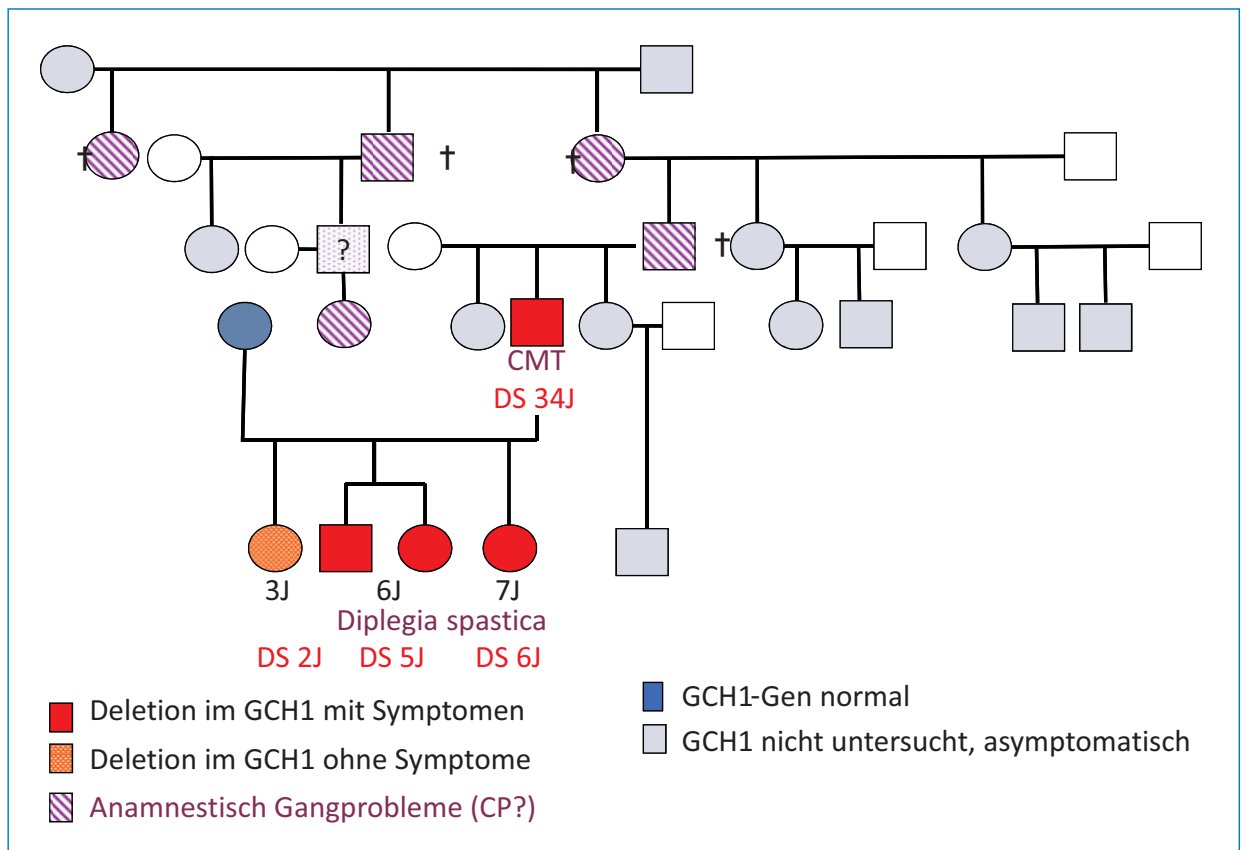 †
†
†
?
†
CMT
DS 34J
3J 6J 7J
Diplegia spastica
DS 2J DS 5J DS 6J
Deletion im GCH1 mit Symptomen
Deletion im GCH1 ohne Symptome
Anamnestisch Gangprobleme (CP?)
GCH1-Gen normal
GCH1 nicht untersucht, asymptomatisch